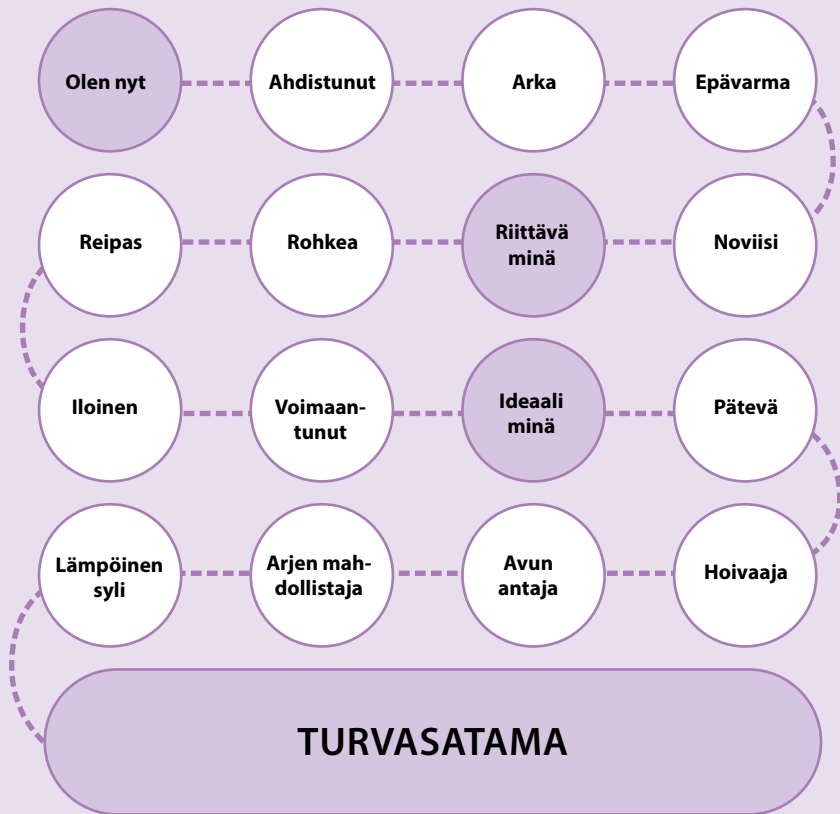 Olen nyt
Ahdistunut
Arka
Epävarma
Reipas
Rohkea
Riittävä
minä
Noviisi
Iloinen
Voimaan-
tunut
Ideaali
minä
Pätevä
Lämpöinen
syli
Arjen mah-
dollistaja
Avun
antaja
Hoivaaja
TURVASATAMA